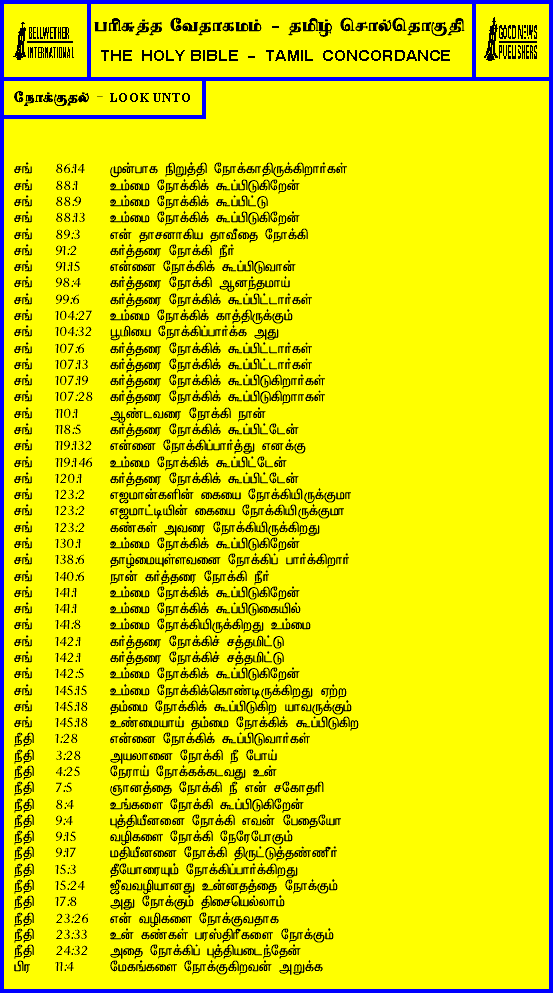 BELLWETHER
INTERNATIONAL
பரிசுத்த வேதாகமம் - தமிழ் சொல்தொகுதி
THE HOLY BIBLE - TAMIL CONCORDANCE
GOOD NEWS
PUBLISHERS
நோக்குதல் - LOOK UNTO
சங் 86:14 முன்பாக நிறுத்தி நோக்காதிருக்கிறார்கள்
சங் 88:1 உம்மை நோக்கிக் கூப்பிடுகிறேன்
சங் 88:9 உம்மை நோக்கிக் கூப்பிட்டு
சங் 88:13 உம்மை நோக்கிக் கூப்பிடுகிறேன்
சங் 89:3 என் தாசனாகிய தாவீதை நோக்கி
சங் 91:2 கர்த்தரை நோக்கி நீர்
சங் 91:15 என்னை நோக்கிக் கூப்பிடுவான்
சங் 98:4 கர்த்தரை நோக்கி ஆனந்தமாய்
சங் 99:6 கர்த்தரை நோக்கிக் கூப்பிட்டார்கள்
சங் 104:27 உம்மை நோக்கிக் காத்திருக்கும்
சங் 104:32 பூமியை நோக்கிப்பார்க்க அது
சங் 107:6 கர்த்தரை நோக்கிக் கூப்பிட்டார்கள்
சங் 107:13 கர்த்தரை நோக்கிக் கூப்பிட்டார்கள்
சங் 107:19 கர்த்தரை நோக்கிக் கூப்பிடுகிறார்கள்
சங் 107:28 கர்த்தரை நோக்கிக் கூப்பிடுகிறாரகள்
சங் 110:1 ஆண்டவரை நோக்கி நான்
சங் 118:5 கர்த்தரை நோக்கிக் கூப்பிட்டேன்
சங் 119:132 என்னை நோக்கிப்பார்த்து எனக்கு
சங் 119:146 உம்மை நோக்கிக் கூப்பிட்டேன்
சங் 120:1 கர்த்தரை நோக்கிக் கூப்பிட்டேன்
சங் 123:2 எஜமான்களின் கையை நோக்கியிருக்குமா
சங் 123:2 எஜமாட்டியின் கையை நோக்கியிருக்குமா
சங் 123:2 கண்கள் அவரை நோக்கியிருக்கிறது
சங் 130:1 உம்மை நோக்கிக் கூப்பிடுகிறேன்
சங் 138:6 தாழ்மையுள்ளவனை நோக்கிப் பார்க்கிறார்
சங் 140:6 நான் கர்த்தரை நோக்கி நீர்
சங் 141:1 உம்மை நோக்கிக் கூப்பிடுகிறேன்
சங் 141:1 உம்மை நோக்கிக் கூப்பிடுகையில்
சங் 141:8 உம்மை நோக்கியிருக்கிறது உம்மை
சங் 142:1 கர்த்தரை நோக்கிச் சத்தமிட்டு
சங் 142:1 கர்த்தரை நோக்கிச் சத்தமிட்டு
சங் 142:5 உம்மை நோக்கிக் கூப்பிடுகிறேன்
சங் 145:15 உம்மை நோக்கிக்கொண்டிருக்கிறது ஏற்ற
சங் 145:18 தம்மை நோக்கிக் கூப்பிடுகிற யாவருக்கும்
சங் 145:18 உண்மையாய் தம்மை நோக்கிக் கூப்பிடுகிற
நீதி 1:28 என்னை நோக்கிக் கூப்பிடுவார்கள்
நீதி 3:28 அயலானை நோக்கி நீ போய்
நீதி 4:25 நேராய் நோக்கக்கடவது உன்
நீதி 7:5 ஞானத்தை நோக்கி நீ என் சகோதரி
நீதி 8:4 உங்களை நோக்கி கூப்பிடுகிறேன்
நீதி 9:4 புத்தியீனனை நோக்கி எவன் பேதையோ
நீதி 9:15 வழிகளை நோக்கி நேரேபோகும்
நீதி 9:17 மதியீனனை நோக்கி திருட்டுத்தண்ணீர்
நீதி 15:3 தீயோரையும் நோக்கிப்பார்க்கிறது
நீதி 15:24 ஜீவவழியானது உன்னதத்தை நோக்கும்
நீதி 17:8 அது நோக்கும் திசையெல்லாம்
நீதி 23:26 என் வழிகளை நோக்குவதாக
நீதி 23:33 உன் கண்கள் பரஸ்திரீகளை நோக்கும்
நீதி 24:32 அதை நோக்கிப் புத்தியடைந்தேன்
பிர 11:4 மேகங்களை நோக்குகிறவன் அறுக்க